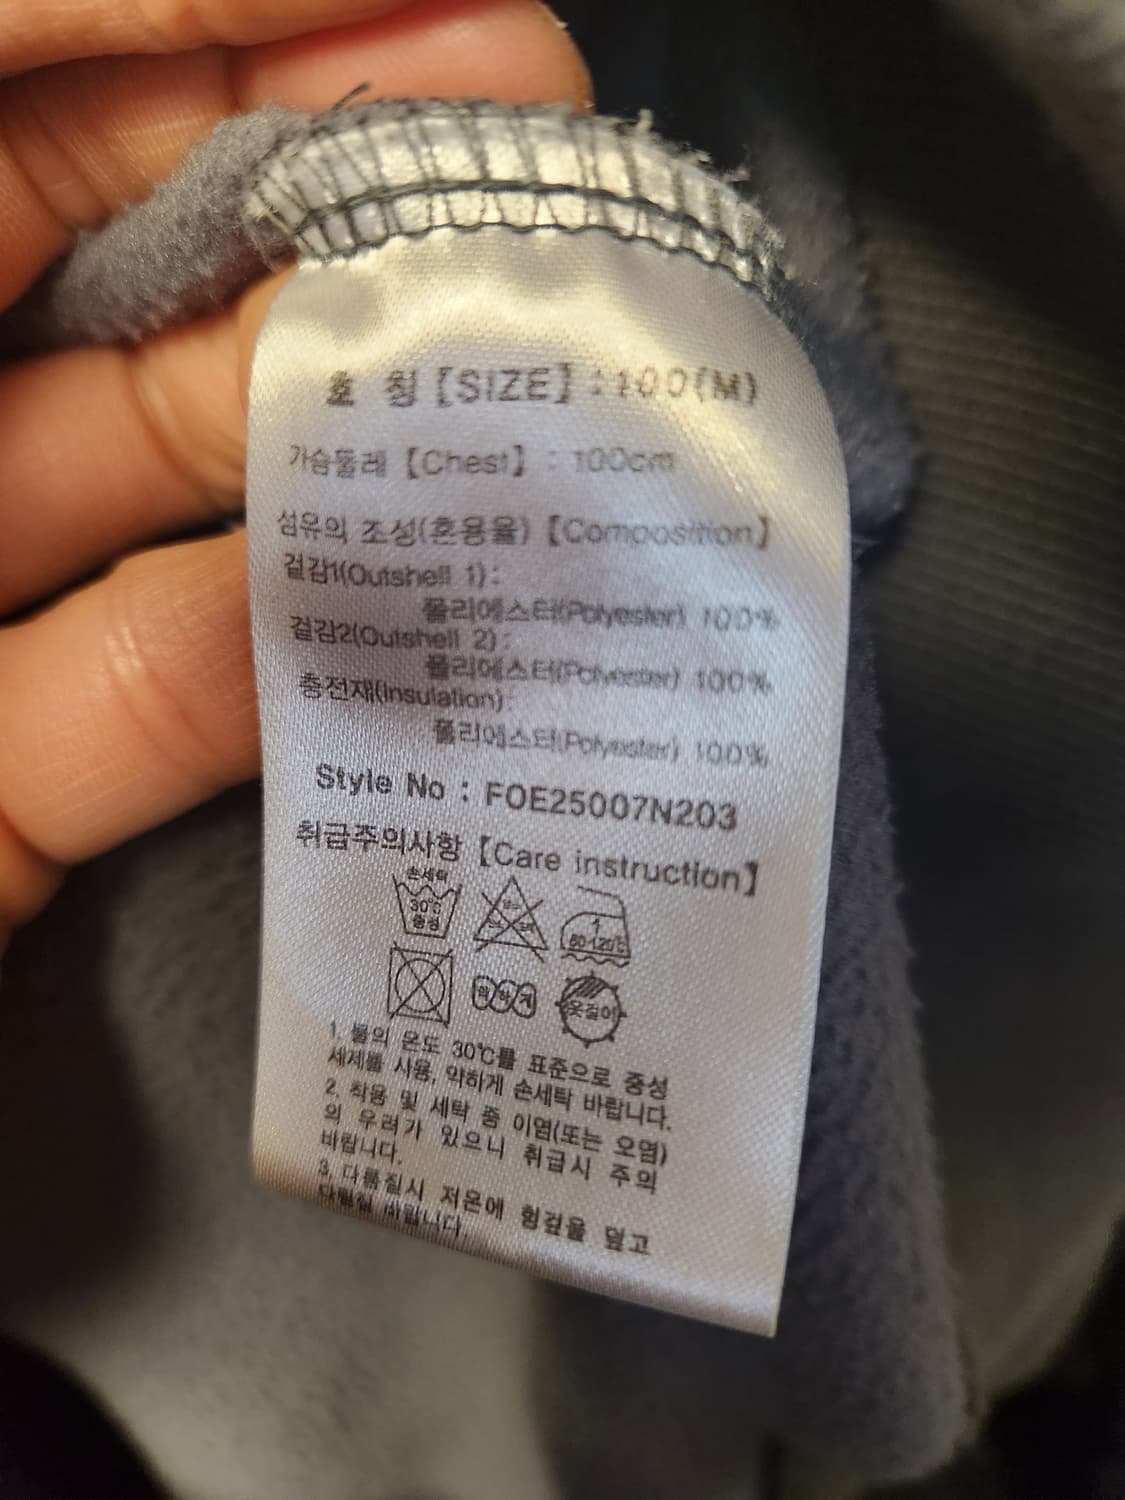 호 칭【SIZE】:100(M)
가슴둘레【Chest】: 100cm
섬유의 조성(혼용율)【Composition】
겉감1(Outshell 1):
폴리에스터(Polyester) 100%
겉감2(Outshell 2):
폴리에스터(Polyester) 100%
충전재(Insulation):
폴리에스터(Polyester) 100%
Style No : FOE25007N203
취급주의사항【Care instruction】
손세탁
30℃
중성
1
80-120℃
약하게
옷걸이
1. 물의 온도 30℃를 표준으로 중성
세제를 사용, 약하게 손세탁 바랍니다.
2. 착용 및 세탁 중 이염(또는 오염)
의 우려가 있으니 취급시 주의
바랍니다.
3. 다림질시 저온에 헝겊을 덮고
다림질 바랍니다.